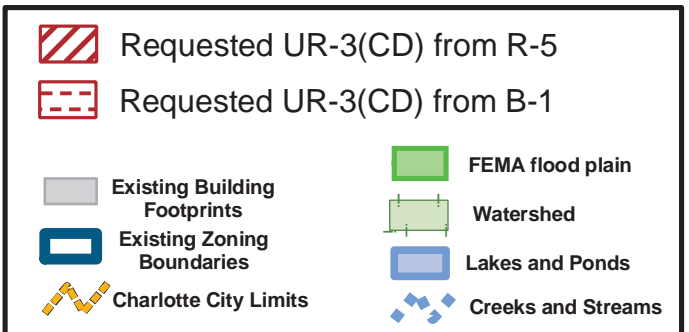 Requested UR-3(CD) from R-5
Requested UR-3(CD) from B-1
Existing Building
Footprints
Existing Zoning
Boundaries
Charlotte City Limits
FEMA flood plain
Watershed
Lakes and Ponds
Creeks and Streams